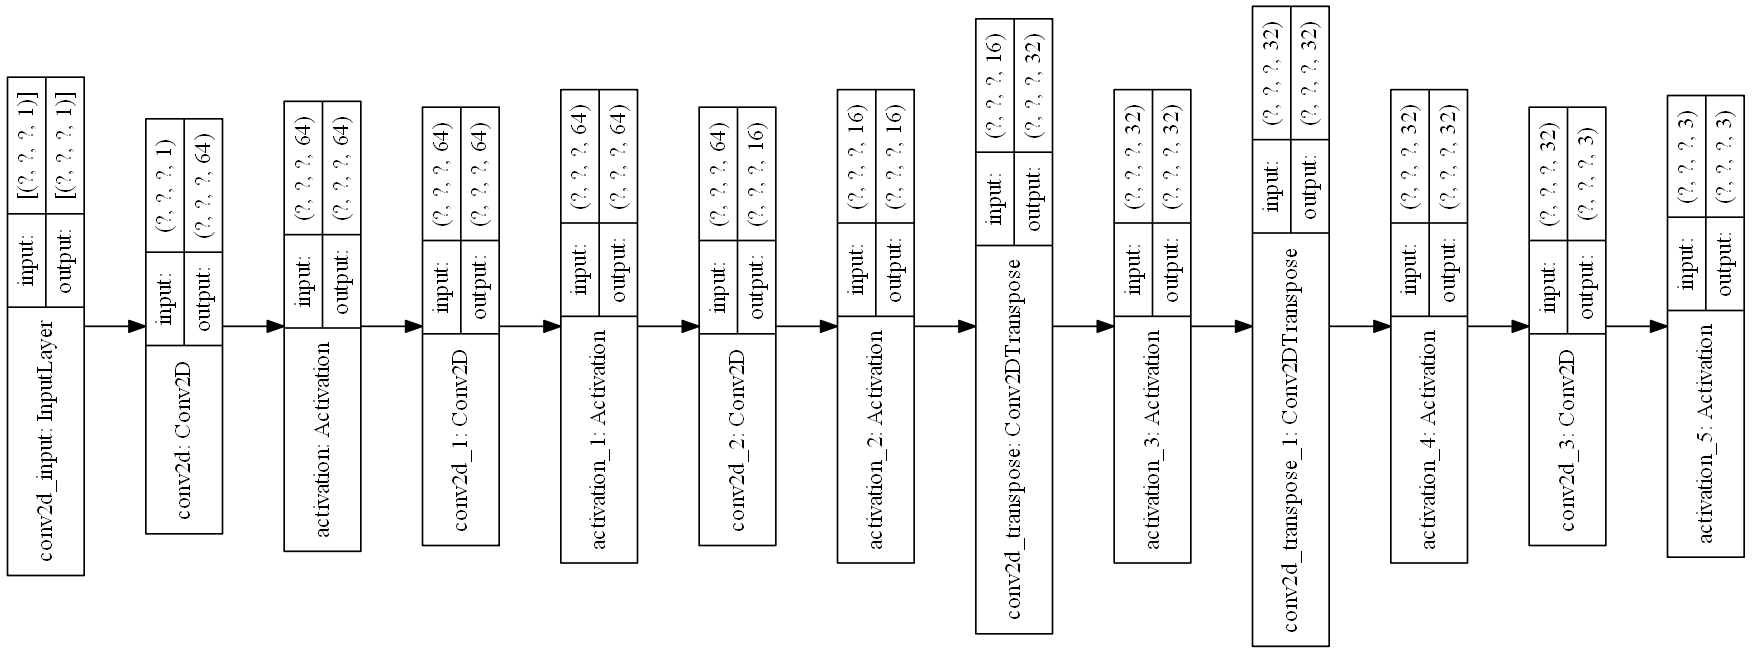 conv2d_input: InputLayer
input:
[(?, ?, ?, 1)]
output:
[(?, ?, ?, 1)]
conv2d: Conv2D
input:
(?, ?, ?, 1)
output:
(?, ?, ?, 64)
activation: Activation
input:
(?, ?, ?, 64)
output:
(?, ?, ?, 64)
conv2d_1: Conv2D
input:
(?, ?, ?, 64)
output:
(?, ?, ?, 64)
activation_1: Activation
input:
(?, ?, ?, 64)
output:
(?, ?, ?, 64)
conv2d_2: Conv2D
input:
(?, ?, ?, 64)
output:
(?, ?, ?, 16)
activation_2: Activation
input:
(?, ?, ?, 16)
output:
(?, ?, ?, 16)
conv2d_transpose: Conv2DTranspose
input:
(?, ?, ?, 16)
output:
(?, ?, ?, 32)
activation_3: Activation
input:
(?, ?, ?, 32)
output:
(?, ?, ?, 32)
conv2d_transpose_1: Conv2DTranspose
input:
(?, ?, ?, 32)
output:
(?, ?, ?, 32)
activation_4: Activation
input:
(?, ?, ?, 32)
output:
(?, ?, ?, 32)
conv2d_3: Conv2D
input:
(?, ?, ?, 32)
output:
(?, ?, ?, 3)
activation_5: Activation
input:
(?, ?, ?, 3)
output:
(?, ?, ?, 3)